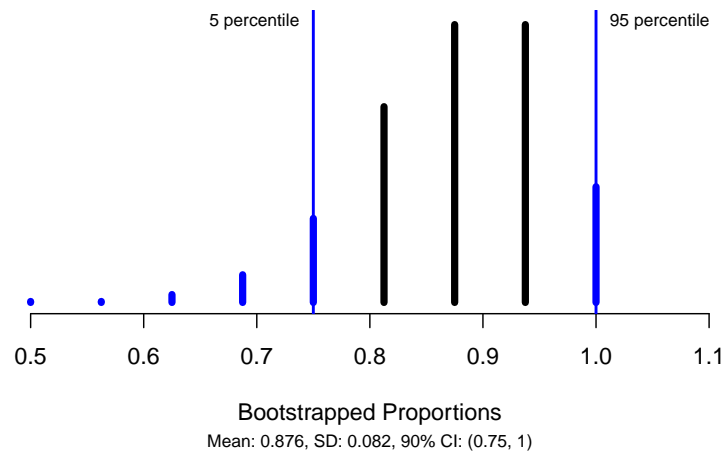 5 percentile 95 percentile
0.5 0.6 0.7 0.8 0.9 1.0 1.1
Bootstrapped Proportions
Mean: 0.876, SD: 0.082, 90% CI: (0.75, 1)